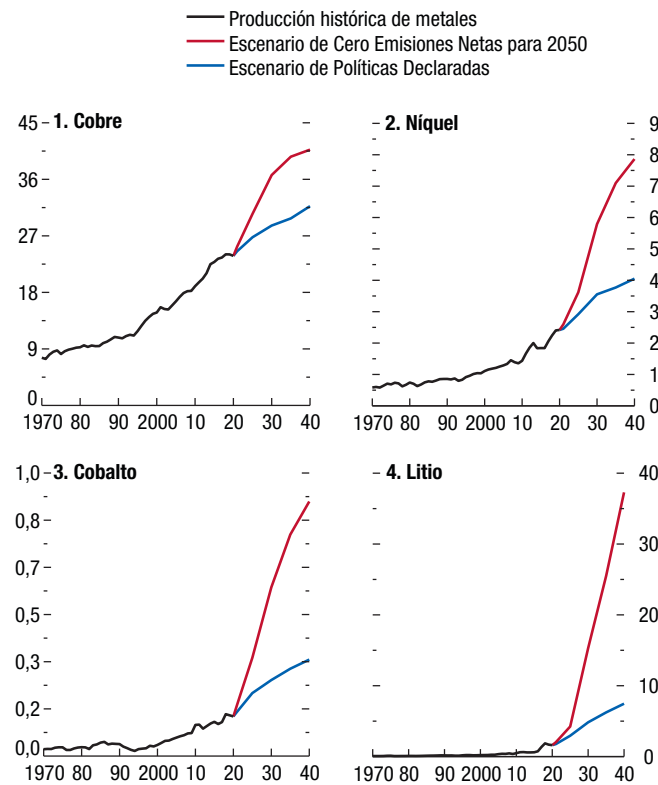 Producción histórica de metales
Escenario de Cero Emisiones Netas para 2050
Escenario de Políticas Declaradas
1. Cobre
45
36
27
18
9
0
1970 80 90 2000 10 20 30 40
2. Níquel
9
8
7
6
5
4
3
2
1
0
1970 80 90 2000 10 20 30 40
3. Cobalto
1,0
0,8
0,7
0,5
0,3
0,2
0,0
1970 80 90 2000 10 20 30 40
4. Litio
40
30
20
10
0
1970 80 90 2000 10 20 30 40